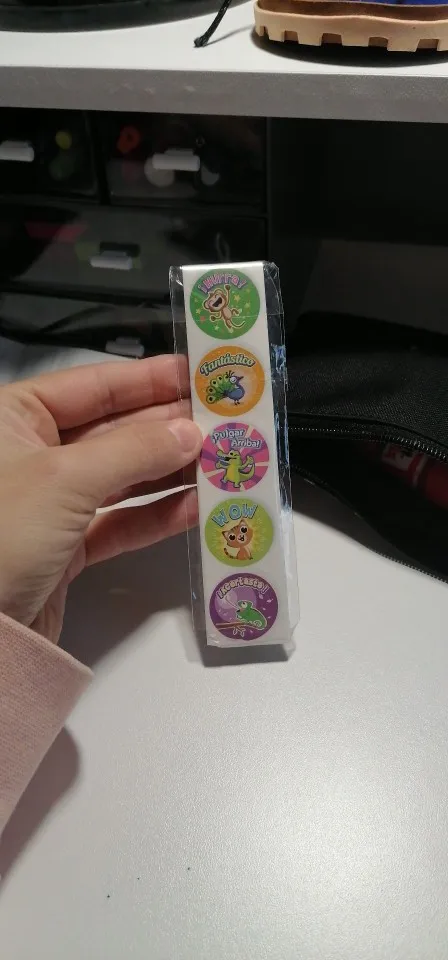 ¡Hurra!
Fantástico
¡Pulgar
Arriba!
WOW
¡Acertaste!